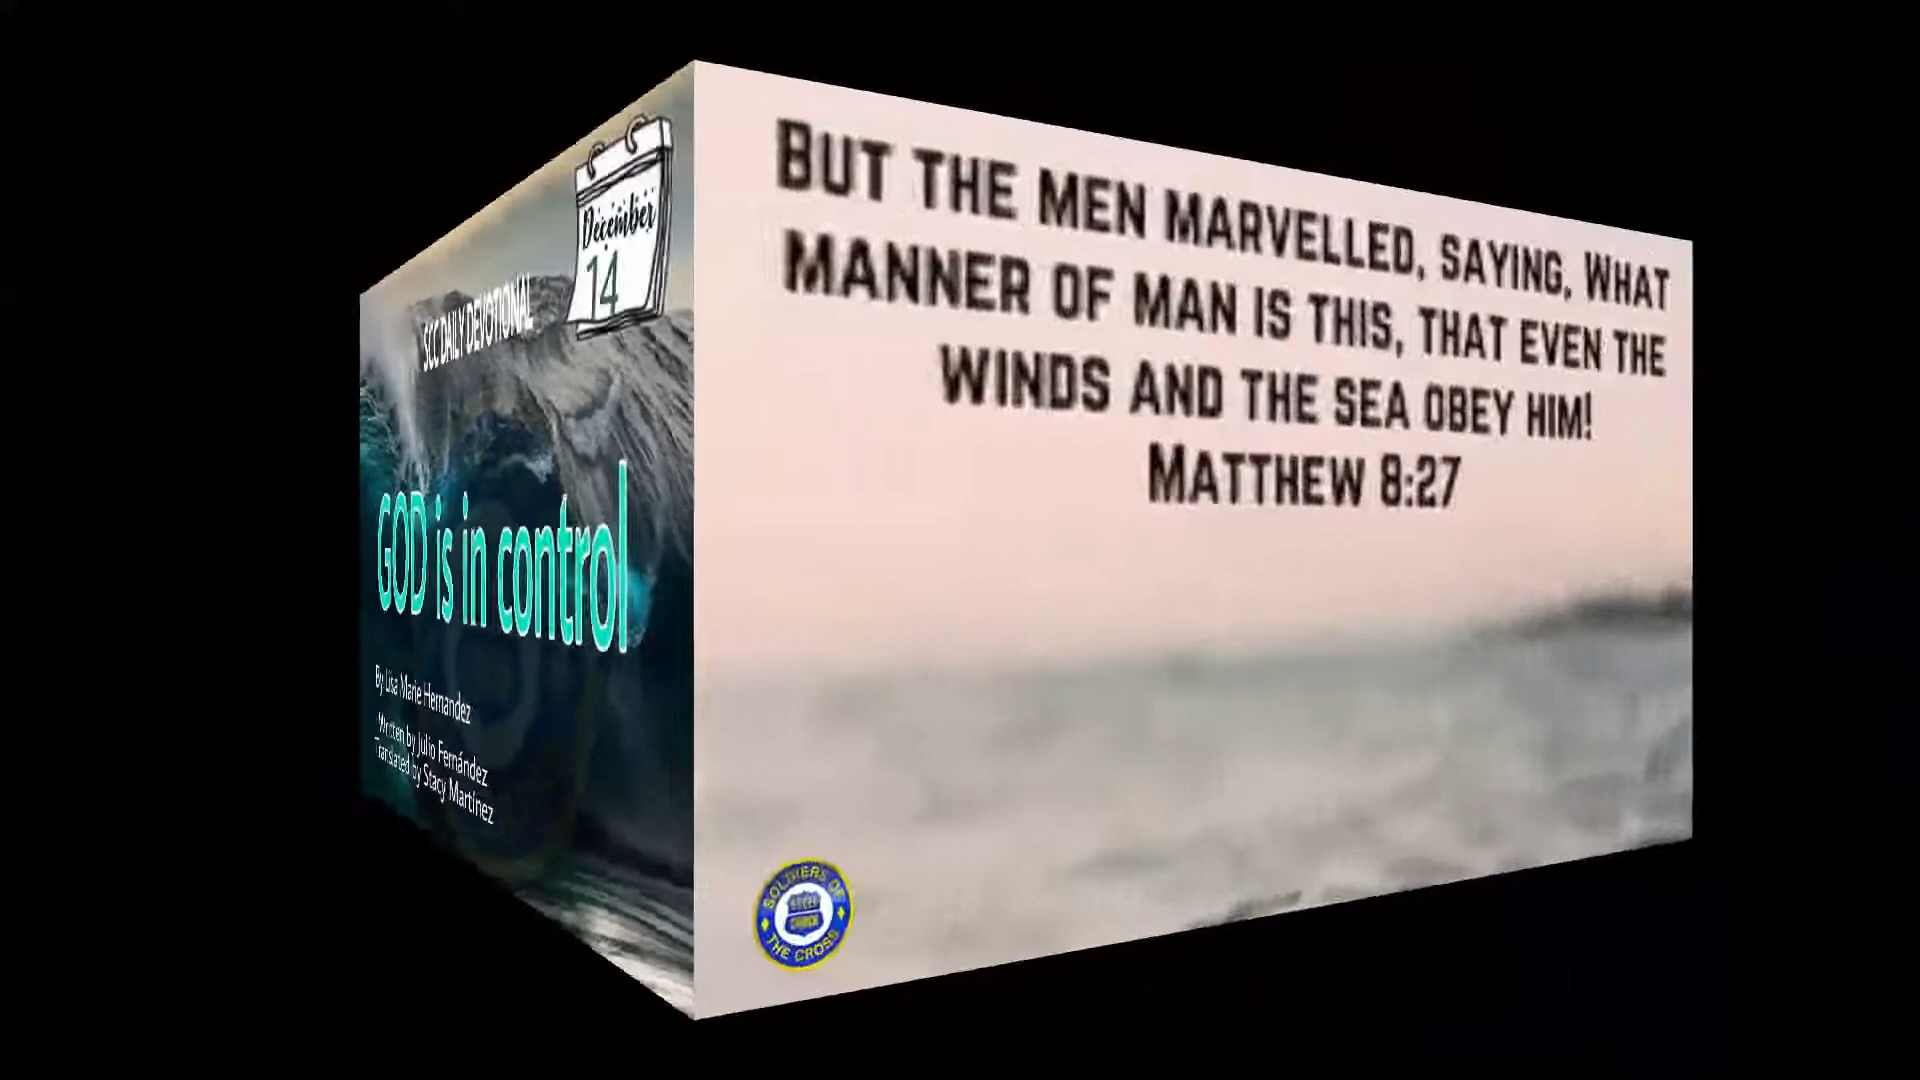 December
14
SCC DAILY DEVOTIONAL
GOD is in control
By Lisa Marie Hernandez
Written by Julio Fernández
Translated by Stacy Martínez
BUT THE MEN MARVELLED, SAYING, WHAT
MANNER OF MAN IS THIS, THAT EVEN THE
WINDS AND THE SEA OBEY HIM!
MATTHEW 8:27
SOLDIERS OF
THE CROSS